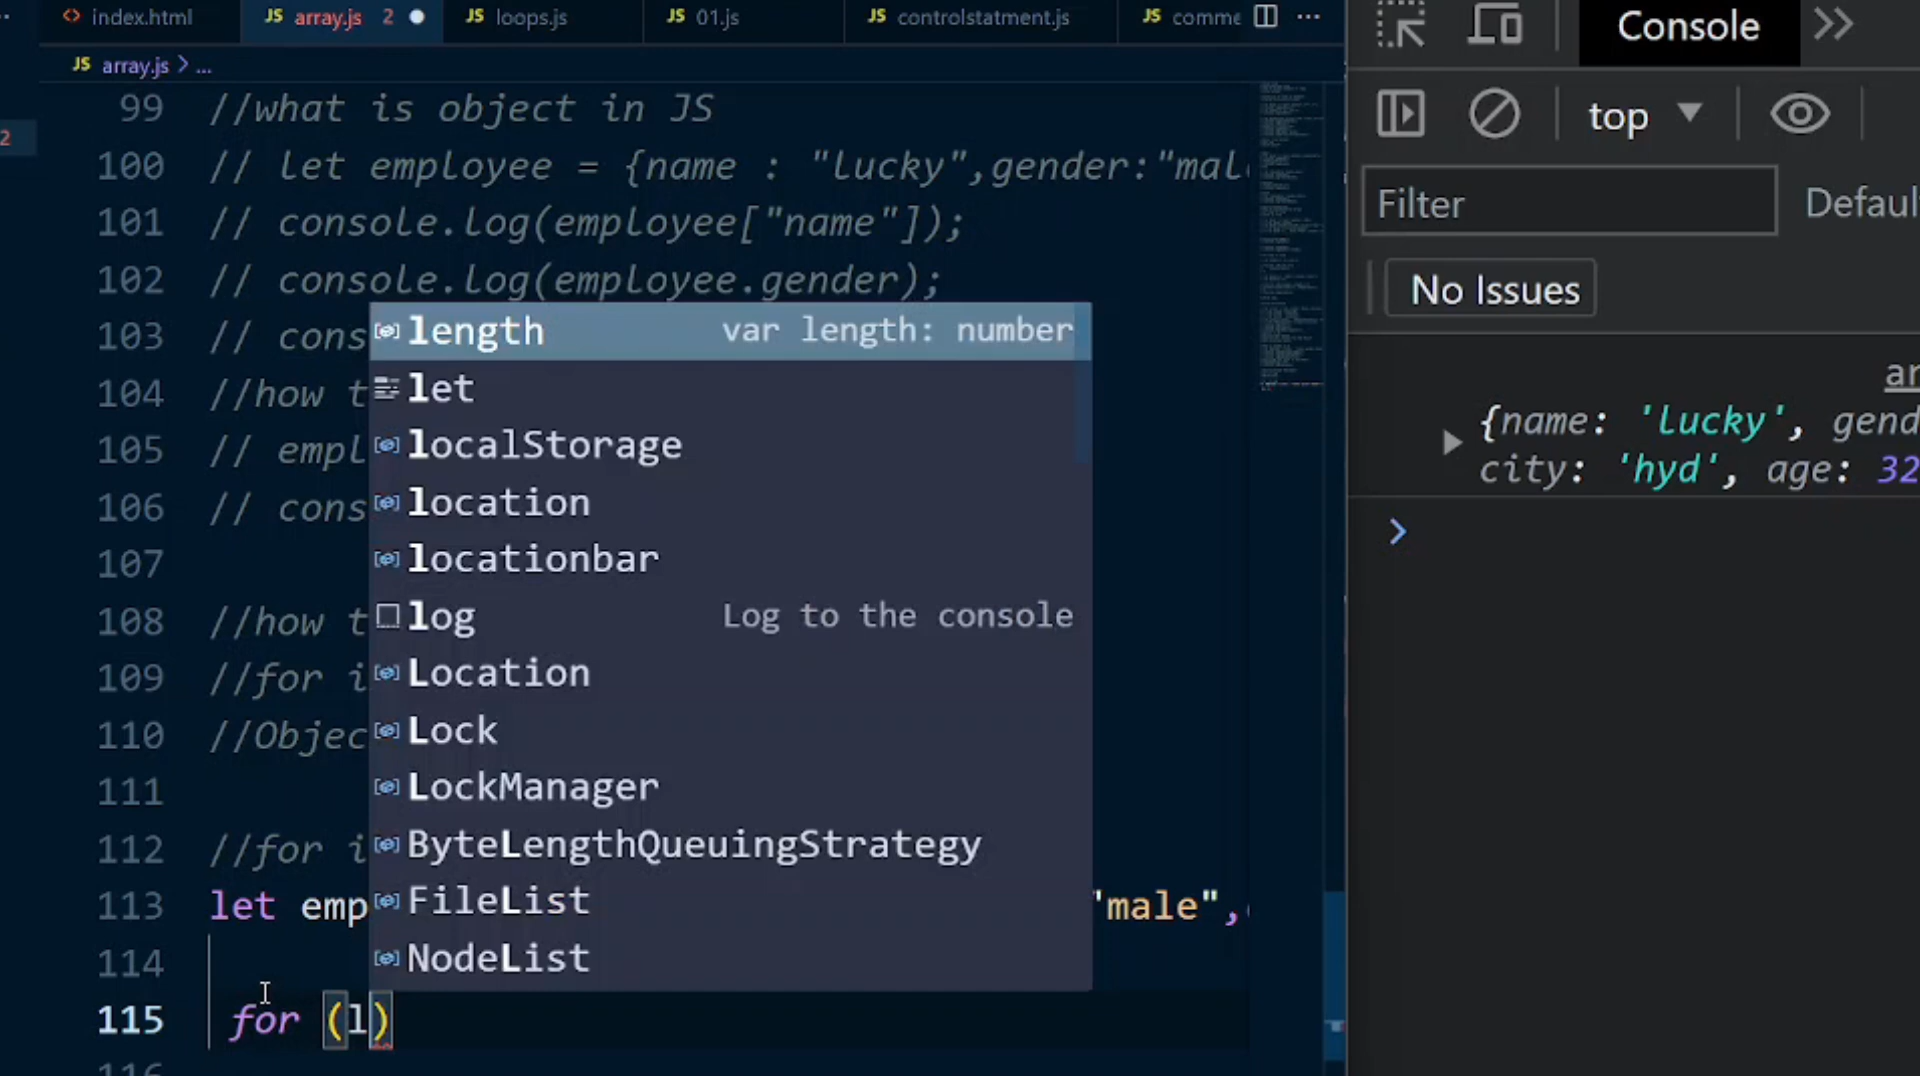 index.html JS array.js 2 JS loops.js JS 01.js JS controlstatment.js JS comme
JS array.js > ...
2
99 //what is object in JS
100 // let employee = {name : "lucky",gender:"male
101 // console.log(employee["name"]);
102 // console.log(employee.gender);
103 // cons
104 //how t
105 // empl
106 // cons
107
108 //how t
109 //for i
110 //Objec
111
112 //for i
113 let emp "male",
114
115 for (l)
116
length var length: number
let
localStorage
location
locationbar
log Log to the console
Location
Lock
LockManager
ByteLengthQueuingStrategy
FileList
NodeList
Console
top
Filter Defaul
No Issues
ar
{name: 'lucky', gend
city: 'hyd', age: 32